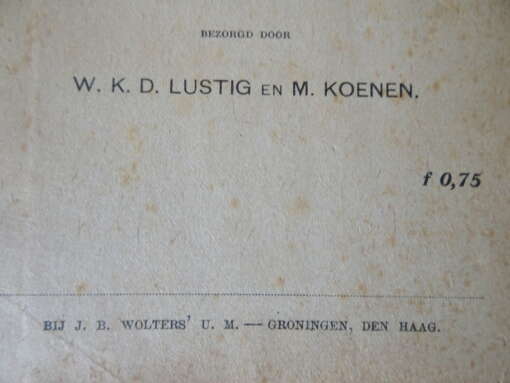 BEZORGD DOOR
W. K. D. LUSTIG EN M. KOENEN.
f 0,75
BIJ J. B. WOLTERS' U. M. — GRONINGEN, DEN HAAG.